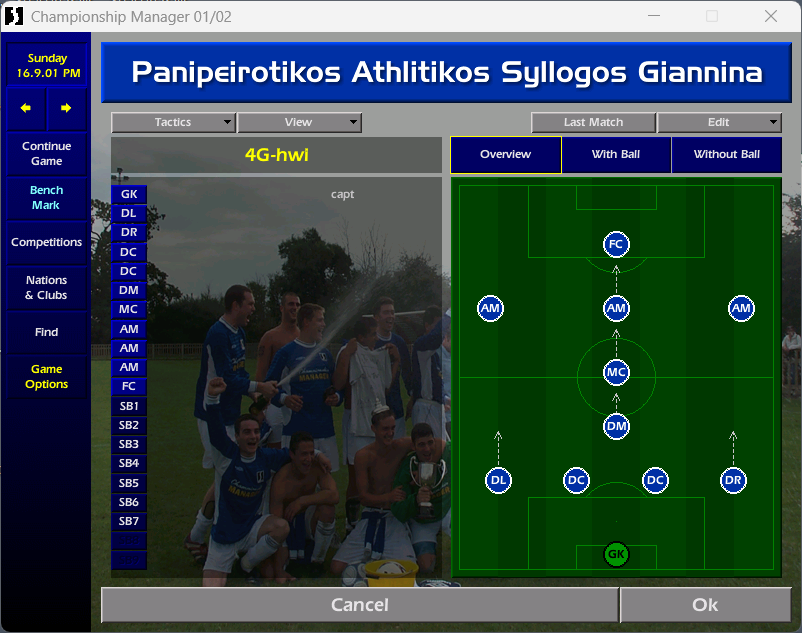 Championship Manager 01/02
Sunday
16.9.01 PM
Panipeirotikos Athlitikos Syllogos Giannina
Continue
Game
Bench
Mark
Competitions
Nations
& Clubs
Find
Game
Options
Tactics
View
Last Match
Edit
4G-hwl
Overview
With Ball
Without Ball
GK
capt
DL
DR
DC
DC
DM
MC
AM
AM
AM
FC
SB1
SB2
SB3
SB4
SB5
SB6
SB7
FC
AM
AM
AM
MC
DM
DL
DC
DC
DR
GK
Cancel
Ok